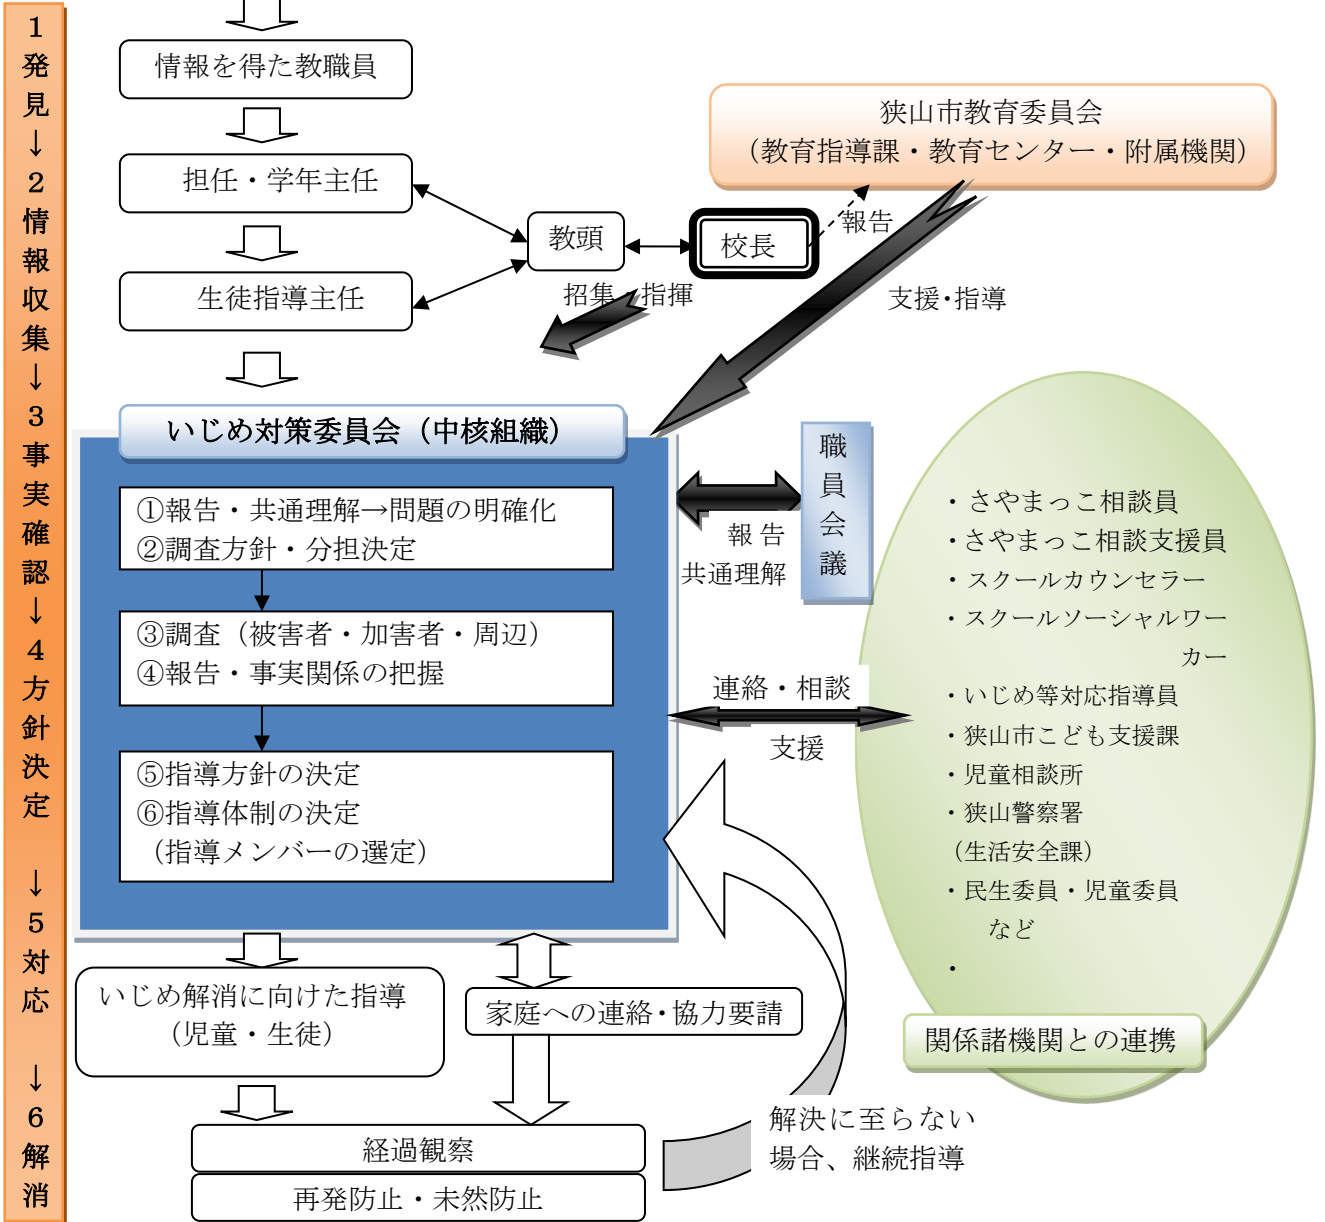 1発見↓2情報収集↓3事実確認↓4方針決定　↓5対応　↓6解消
情報を得た教職員
担任・学年主任
生徒指導主任
教頭
校長
狭山市教育委員会
（教育指導課・教育センター・附属機関）
報告
招集・指揮
支援・指導
いじめ対策委員会（中核組織）
①報告・共通理解→問題の明確化
②調査方針・分担決定
③調査（被害者・加害者・周辺）
④報告・事実関係の把握
⑤指導方針の決定
⑥指導体制の決定
（指導メンバーの選定）
職員会議
報 告
共通理解
連絡・相談
支援
・さやまっこ相談員
・さやまっこ相談支援員
・スクールカウンセラー
・スクールソーシャルワー
カー
・いじめ等対応指導員
・狭山市こども支援課
・児童相談所
・狭山警察署
（生活安全課）
・民生委員・児童委員
など
・
関係諸機関との連携
いじめ解消に向けた指導
（児童・生徒）
家庭への連絡・協力要請
経過観察
再発防止・未然防止
解決に至らない
場合、継続指導